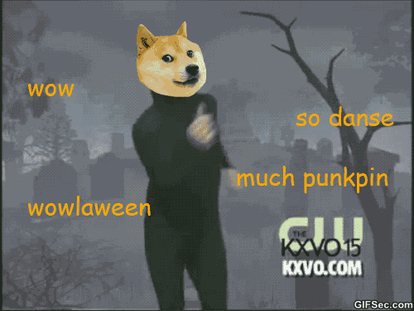 wow
so danse
much punkpin
wowlaween
THE
CW
KXVO 15
KXVO.COM
GIFSec.com